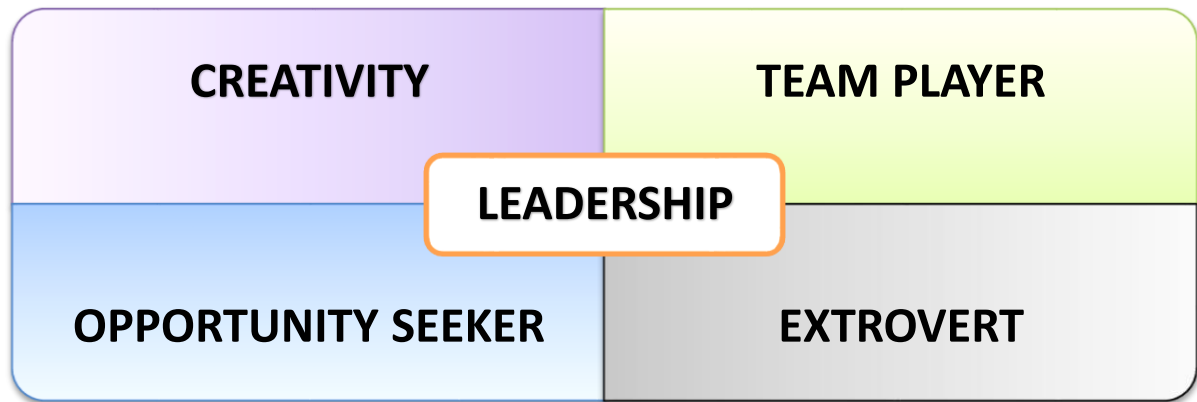 CREATIVITY
TEAM PLAYER
LEADERSHIP
OPPORTUNITY SEEKER
EXTROVERT